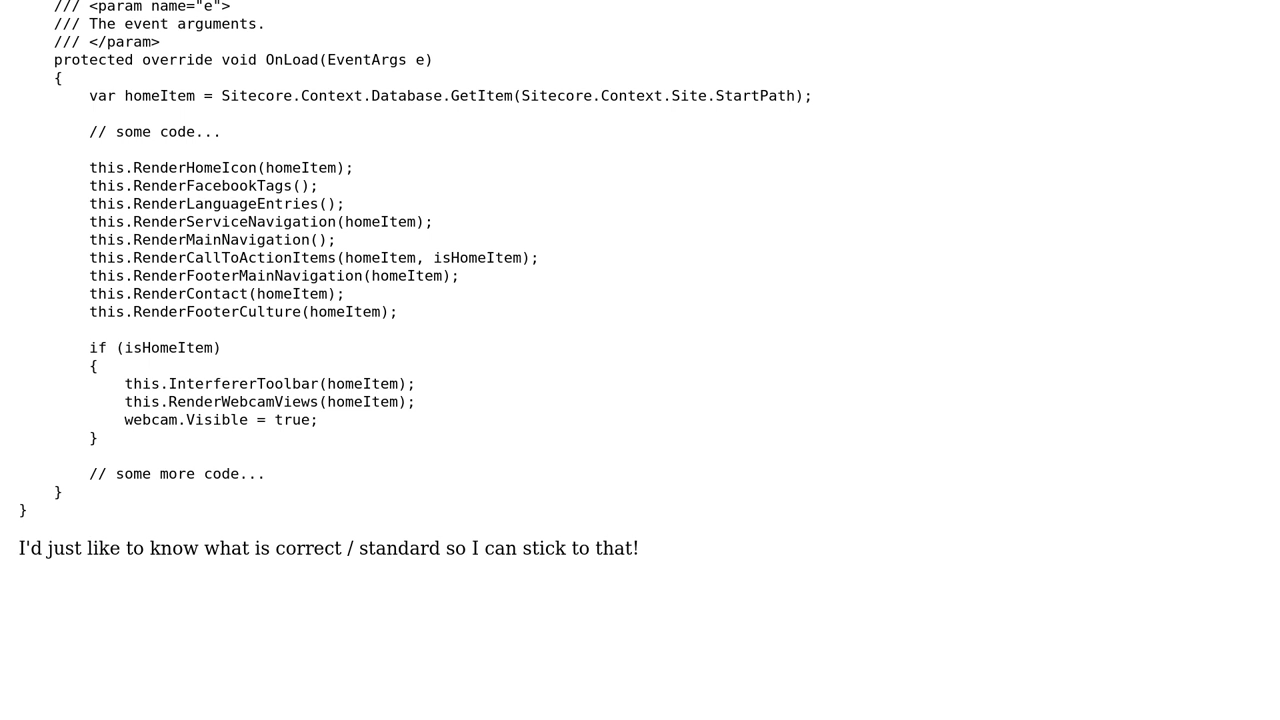 /// <param name="e">
/// The event arguments.
/// </param>
protected override void OnLoad(EventArgs e)
{
var homeItem = Sitecore.Context.Database.GetItem(Sitecore.Context.Site.StartPath);
// some code...
this.RenderHomeIcon(homeItem);
this.RenderFacebookTags();
this.RenderLanguageEntries();
this.RenderServiceNavigation(homeItem);
this.RenderMainNavigation();
this.RenderCallToActionItems(homeItem, isHomeItem);
this.RenderFooterMainNavigation(homeItem);
this.RenderContact(homeItem);
this.RenderFooterCulture(homeItem);
if (isHomeItem)
{
this.InterfererToolbar(homeItem);
this.RenderWebcamViews(homeItem);
webcam.Visible = true;
}
// some more code...
}
}
I'd just like to know what is correct / standard so I can stick to that!